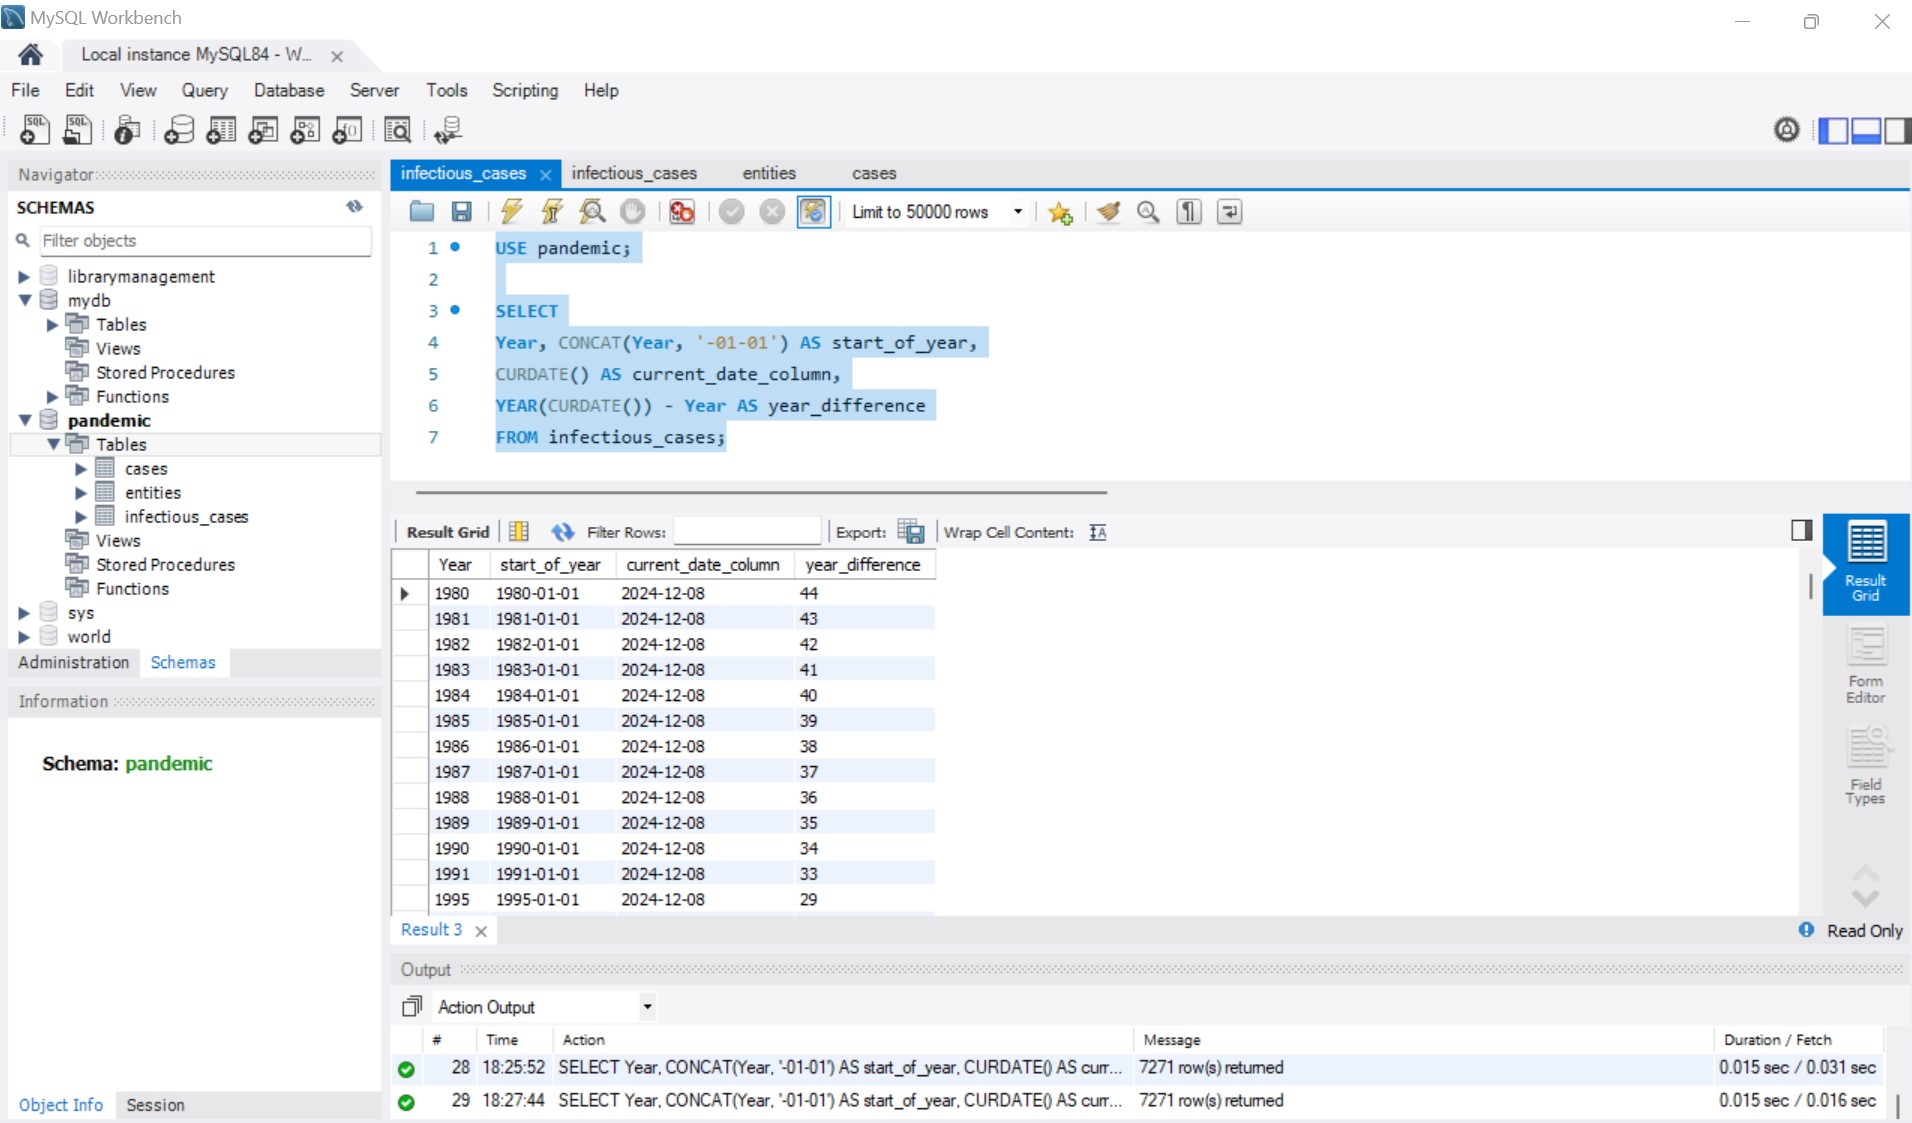 MySQL Workbench
Local instance MySQL84 - W...
File Edit View Query Database Server Tools Scripting Help
Navigator
SCHEMAS
Filter objects
librarymanagement
mydb
Tables
Views
Stored Procedures
Functions
pandemic
Tables
cases
entities
infectious_cases
Views
Stored Procedures
Functions
sys
world
Administration Schemas
Information
Schema: pandemic
Object Info Session
infectious_cases infectious_cases entities cases
Limit to 50000 rows
1 USE pandemic;
2
3 SELECT
4 Year, CONCAT(Year, '-01-01') AS start_of_year,
5 CURDATE() AS current_date_column,
6 YEAR(CURDATE()) - Year AS year_difference
7 FROM infectious_cases;
Result Grid Filter Rows: Export: Wrap Cell Content:
Year start_of_year current_date_column year_difference
1980 1980-01-01 2024-12-08 44
1981 1981-01-01 2024-12-08 43
1982 1982-01-01 2024-12-08 42
1983 1983-01-01 2024-12-08 41
1984 1984-01-01 2024-12-08 40
1985 1985-01-01 2024-12-08 39
1986 1986-01-01 2024-12-08 38
1987 1987-01-01 2024-12-08 37
1988 1988-01-01 2024-12-08 36
1989 1989-01-01 2024-12-08 35
1990 1990-01-01 2024-12-08 34
1991 1991-01-01 2024-12-08 33
1995 1995-01-01 2024-12-08 29
Result
Grid
Form
Editor
Field
Types
Result 3
Read Only
Output
Action Output
# Time Action Message Duration / Fetch
28 18:25:52 SELECT Year, CONCAT(Year, '-01-01') AS start_of_year, CURDATE() AS curr... 7271 row(s) returned 0.015 sec / 0.031 sec
29 18:27:44 SELECT Year, CONCAT(Year, '-01-01') AS start_of_year, CURDATE() AS curr... 7271 row(s) returned 0.015 sec / 0.016 sec